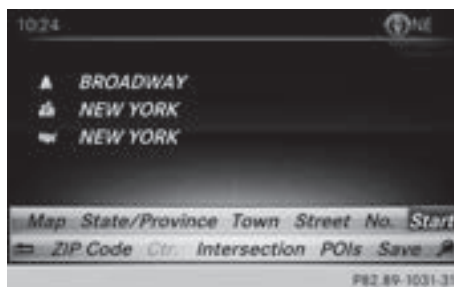 10:24 NE
BROADWAY
NEW YORK
NEW YORK
Map State/Province Town Street No. Start
ZIP Code Ctr. Intersection POIs Save
P82.89-1031-31